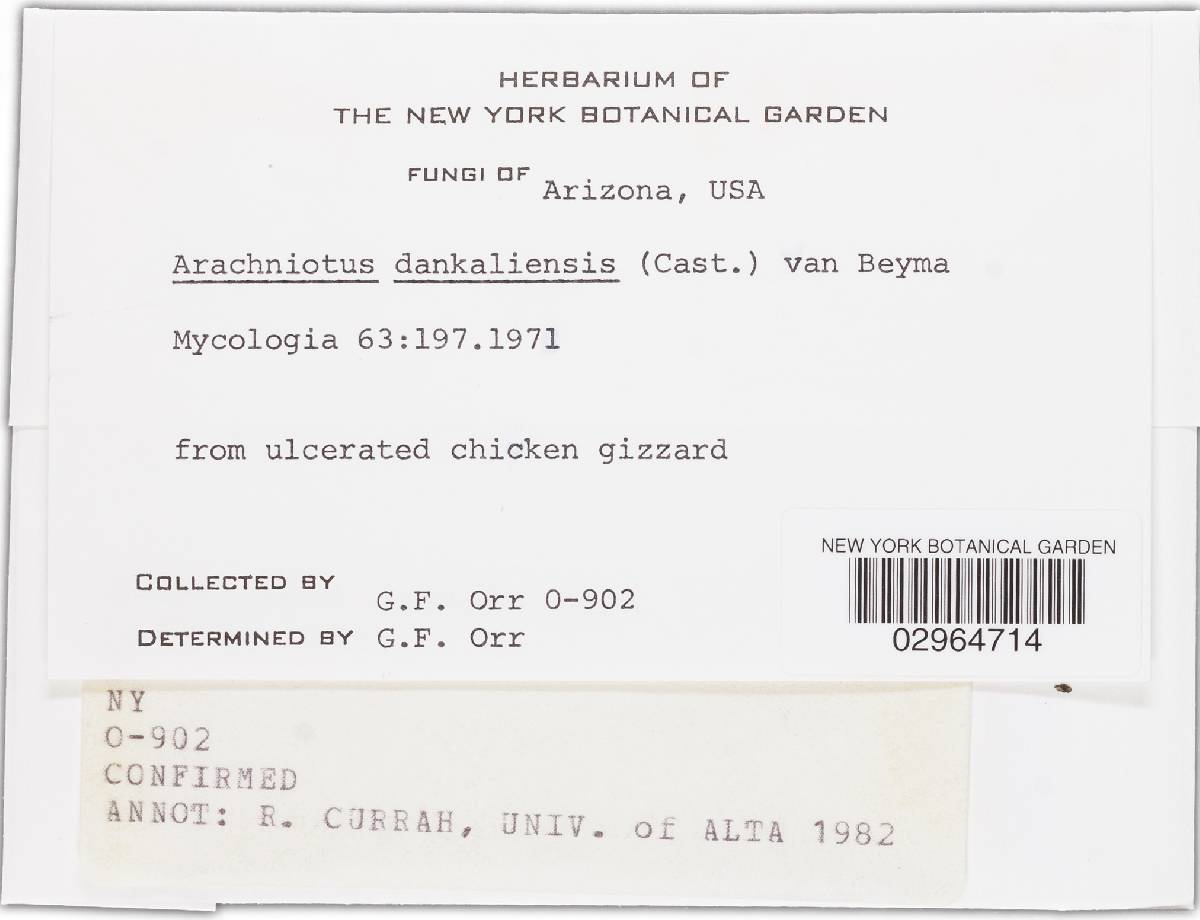 HERBARIUM OF
THE NEW YORK BOTANICAL GARDEN
FUNGI OF Arizona, USA
Arachniotus dankaliensis (Cast.) van Beyma
Mycologia 63:197.1971
from ulcerated chicken gizzard
COLLECTED BY G.F. Orr O-902
DETERMINED BY G.F. Orr
NEW YORK BOTANICAL GARDEN
02964714
NY
O-902
CONFIRMED
ANNOT: R. CURRAH, UNIV. of ALTA 1982